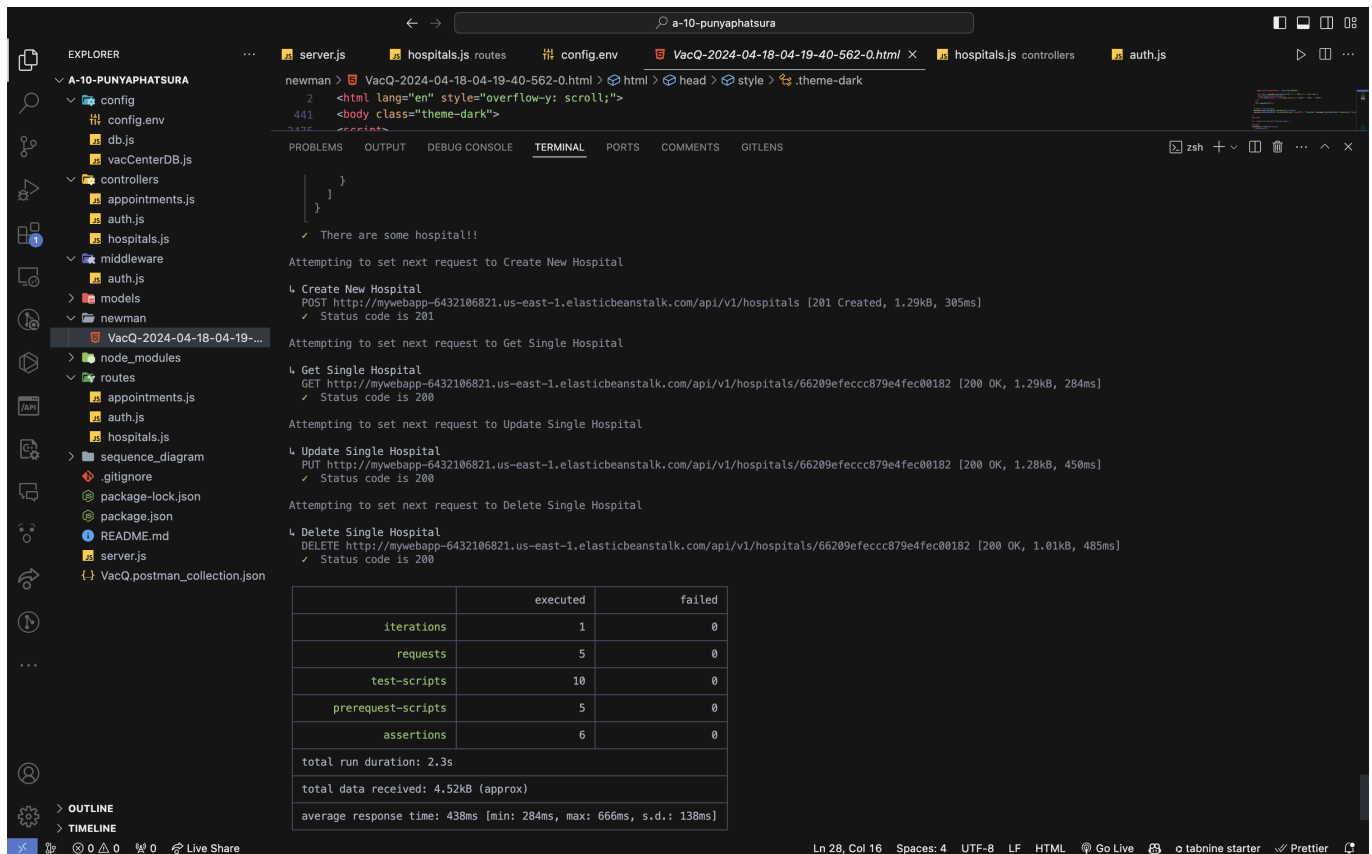 a-10-punyaphatsura
EXPLORER
server.js hospitals.js routes config.env VacQ-2024-04-18-04-19-40-562-0.html hospitals.js controllers auth.js
A-10-PUNYAPHATSURA
newman > VacQ-2024-04-18-04-19-40-562-0.html > html > head > style > .theme-dark
config
config.env
db.js
vacCenterDB.js
controllers
appointments.js
auth.js
hospitals.js
middleware
auth.js
models
newman
VacQ-2024-04-18-04-19-...
node_modules
routes
appointments.js
auth.js
hospitals.js
sequence_diagram
.gitignore
package-lock.json
package.json
README.md
server.js
VacQ.postman_collection.json
OUTLINE
TIMELINE
1
/API
2 <html lang="en" style="overflow-y: scroll;">
441 <body class="theme-dark">
2475 <script>
PROBLEMS OUTPUT DEBUG CONSOLE TERMINAL PORTS COMMENTS GITLENS
zsh
}
]
}
✓ There are some hospital!!
Attempting to set next request to Create New Hospital
↳ Create New Hospital
POST http://mywebapp-6432106821.us-east-1.elasticbeanstalk.com/api/v1/hospitals [201 Created, 1.29kB, 305ms]
✓ Status code is 201
Attempting to set next request to Get Single Hospital
↳ Get Single Hospital
GET http://mywebapp-6432106821.us-east-1.elasticbeanstalk.com/api/v1/hospitals/66209efeccc879e4fec00182 [200 OK, 1.29kB, 284ms]
✓ Status code is 200
Attempting to set next request to Update Single Hospital
↳ Update Single Hospital
PUT http://mywebapp-6432106821.us-east-1.elasticbeanstalk.com/api/v1/hospitals/66209efeccc879e4fec00182 [200 OK, 1.28kB, 450ms]
✓ Status code is 200
Attempting to set next request to Delete Single Hospital
↳ Delete Single Hospital
DELETE http://mywebapp-6432106821.us-east-1.elasticbeanstalk.com/api/v1/hospitals/66209efeccc879e4fec00182 [200 OK, 1.01kB, 485ms]
✓ Status code is 200
executed failed
iterations 1 0
requests 5 0
test-scripts 10 0
prerequest-scripts 5 0
assertions 6 0
total run duration: 2.3s
total data received: 4.52kB (approx)
average response time: 438ms [min: 284ms, max: 666ms, s.d.: 138ms]
0 0 0 Live Share Ln 28, Col 16 Spaces: 4 UTF-8 LF HTML Go Live tabnine starter Prettier